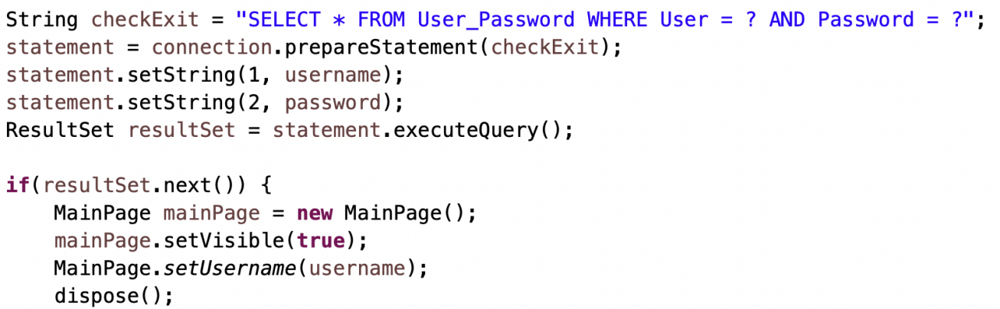 String checkExit = "SELECT * FROM User_Password WHERE User = ? AND Password = ?";
statement = connection.prepareStatement(checkExit);
statement.setString(1, username);
statement.setString(2, password);
ResultSet resultSet = statement.executeQuery();
if(resultSet.next()) {
MainPage mainPage = new MainPage();
mainPage.setVisible(true);
MainPage.setUsername(username);
dispose();